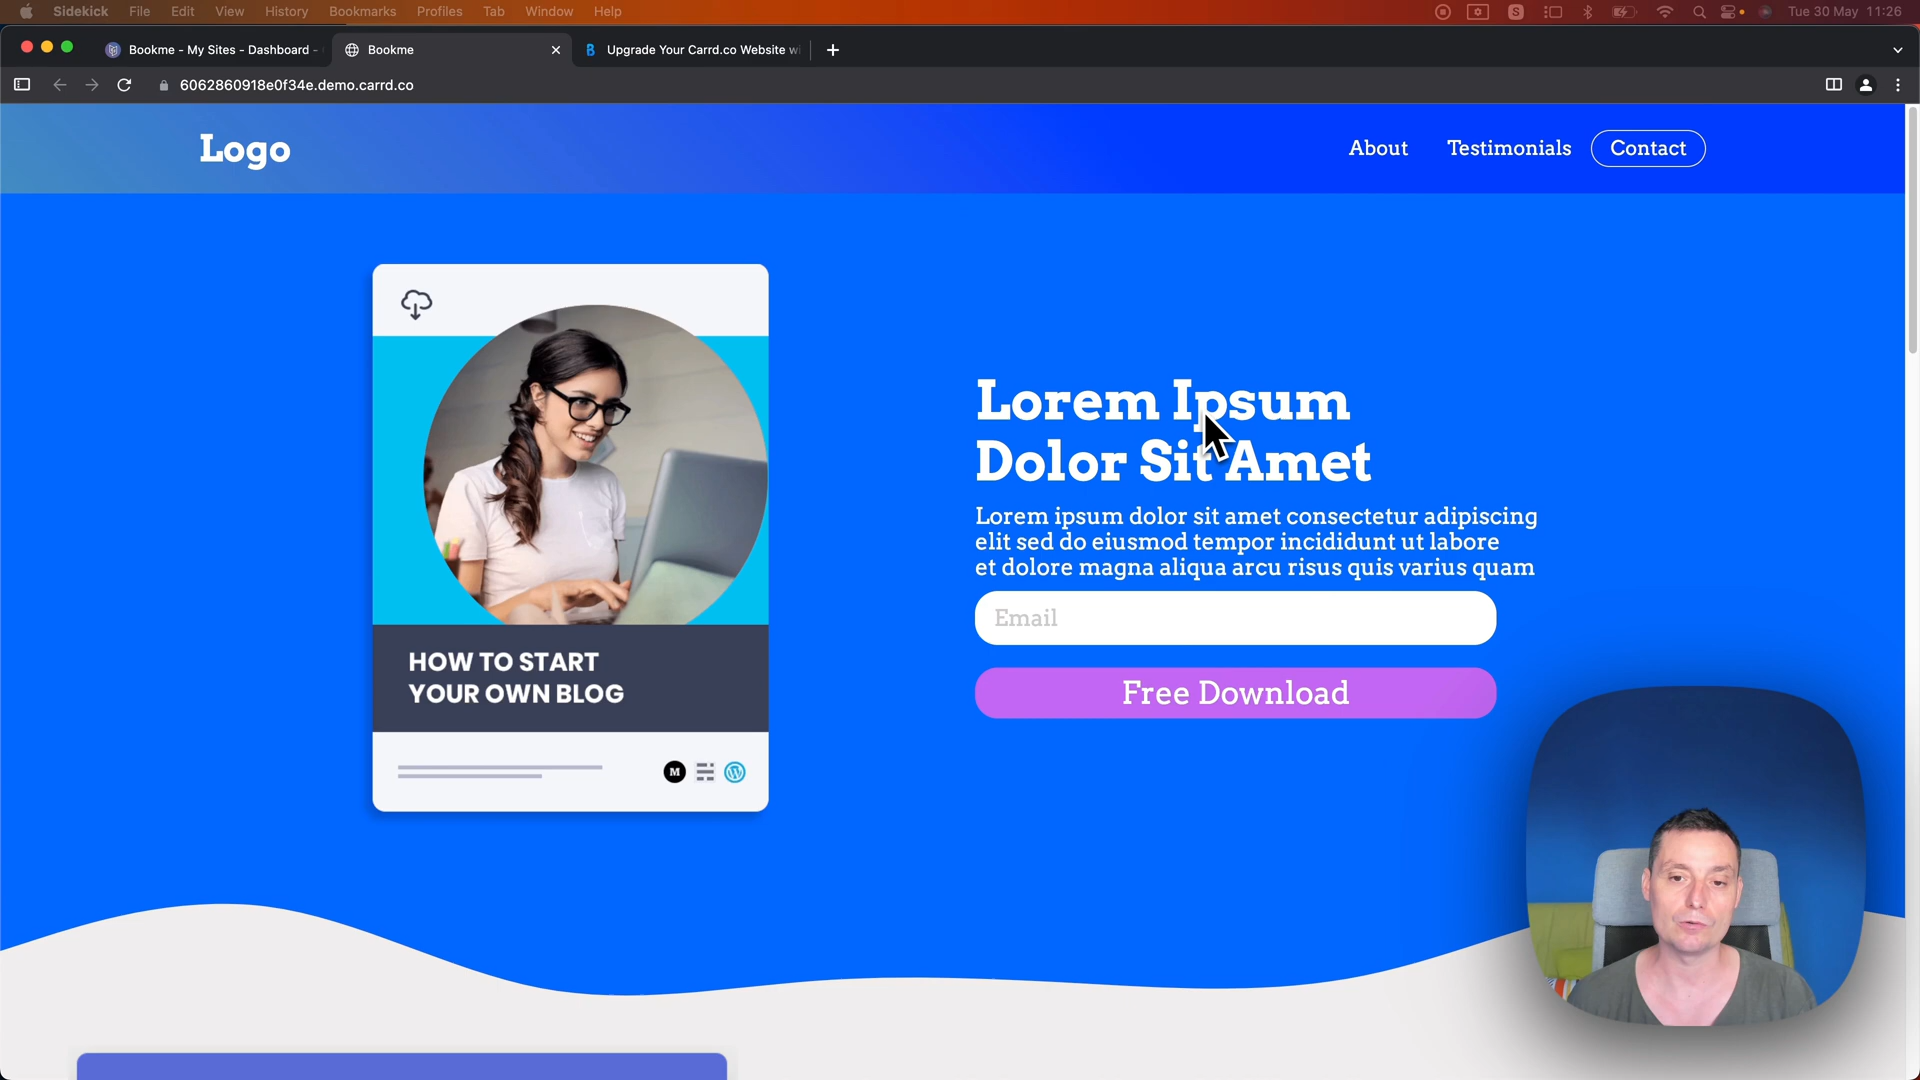 Sidekick File Edit View History Bookmarks Profiles Tab Window Help
Tue 30 May 11:26
Bookme - My Sites - Dashboard -
Bookme
Upgrade Your Carrd.co Website wi
6062860918e0f34e.demo.carrd.co
Logo
About Testimonials Contact
HOW TO START
YOUR OWN BLOG
M
Lorem Ipsum
Dolor Sit Amet
Lorem ipsum dolor sit amet consectetur adipiscing
elit sed do eiusmod tempor incididunt ut labore
et dolore magna aliqua arcu risus quis varius quam
Email
Free Download